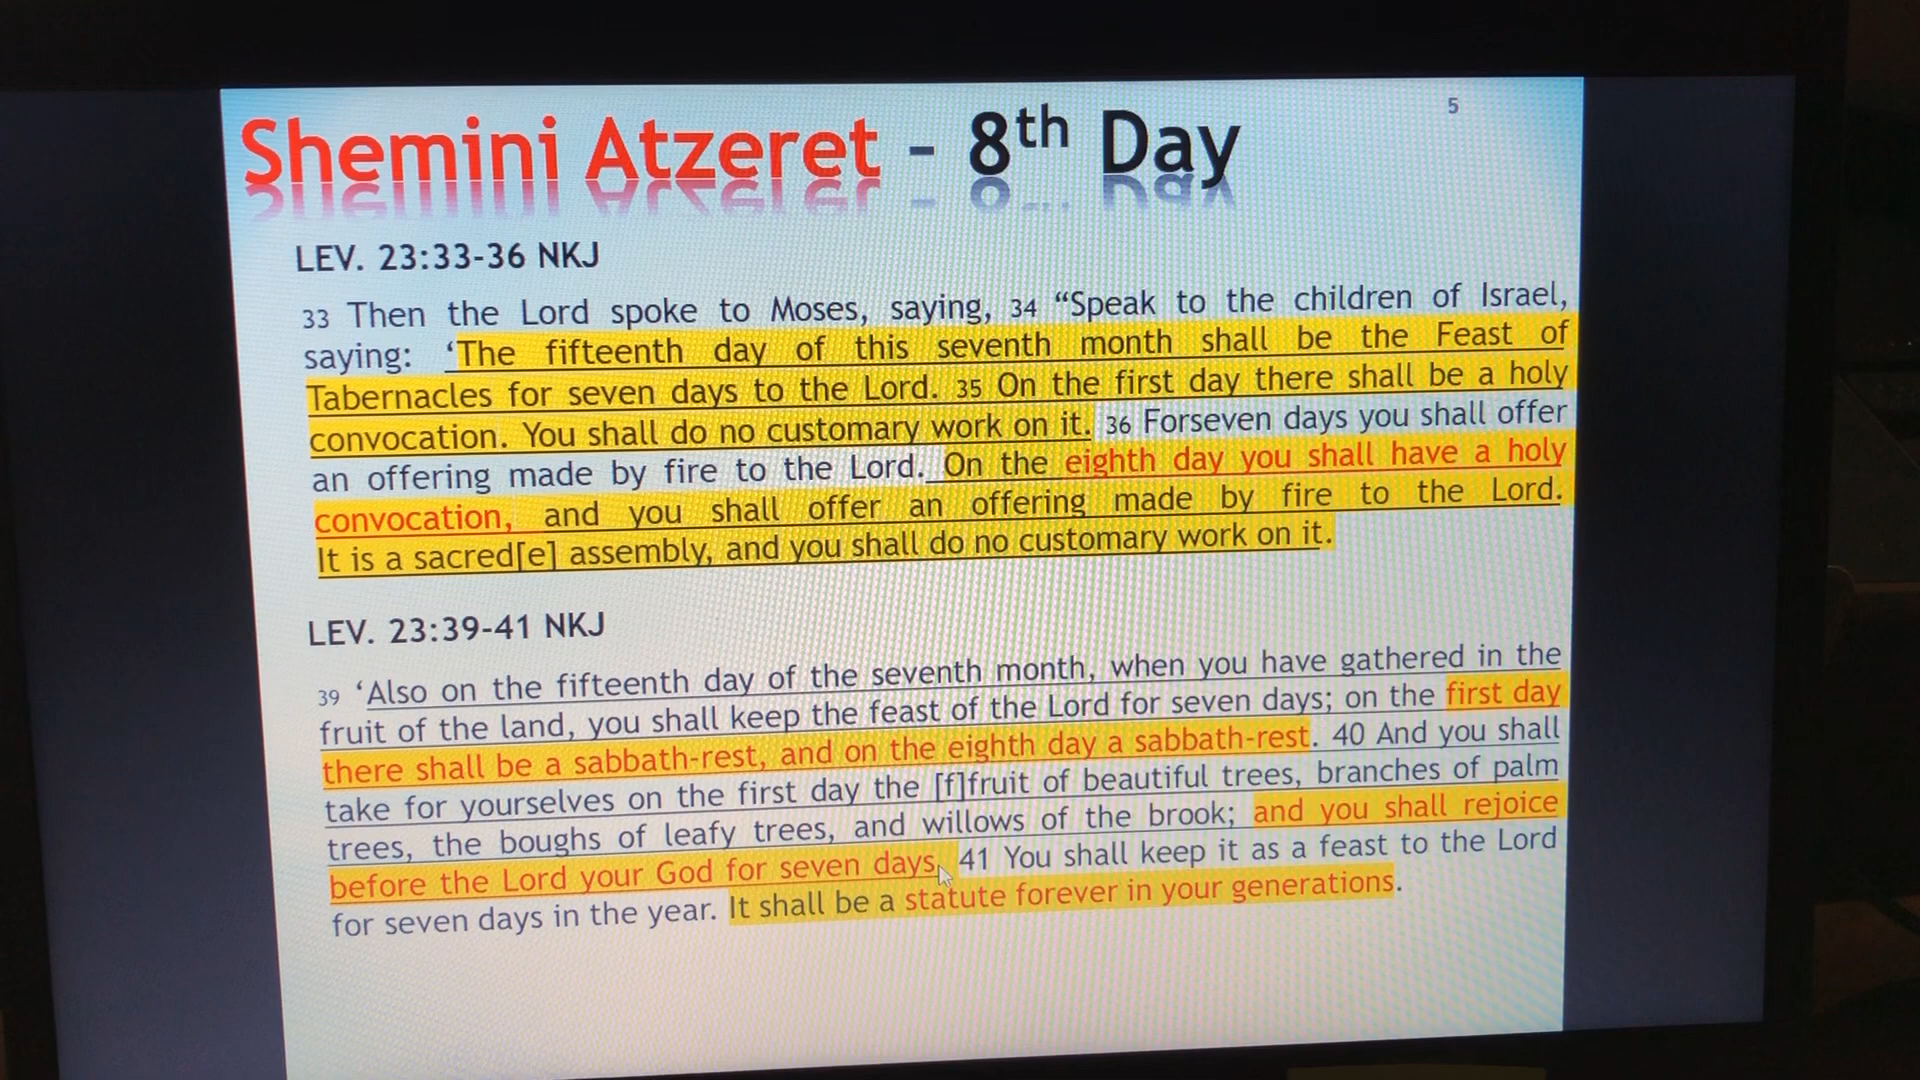 5
Shemini Atzeret - 8th Day
LEV. 23:33-36 NKJ
33 Then the Lord spoke to Moses, saying, 34 “Speak to the children of Israel,
saying: ‘The fifteenth day of this seventh month shall be the Feast of
Tabernacles for seven days to the Lord. 35 On the first day there shall be a holy
convocation. You shall do no customary work on it. 36 Forseven days you shall offer
an offering made by fire to the Lord. On the eighth day you shall have a holy
convocation, and you shall offer an offering made by fire to the Lord.
It is a sacred[e] assembly, and you shall do no customary work on it.
LEV. 23:39-41 NKJ
39 ‘Also on the fifteenth day of the seventh month, when you have gathered in the
fruit of the land, you shall keep the feast of the Lord for seven days; on the first day
there shall be a sabbath-rest, and on the eighth day a sabbath-rest. 40 And you shall
take for yourselves on the first day the [f]fruit of beautiful trees, branches of palm
trees, the boughs of leafy trees, and willows of the brook; and you shall rejoice
before the Lord your God for seven days. 41 You shall keep it as a feast to the Lord
for seven days in the year. It shall be a statute forever in your generations.